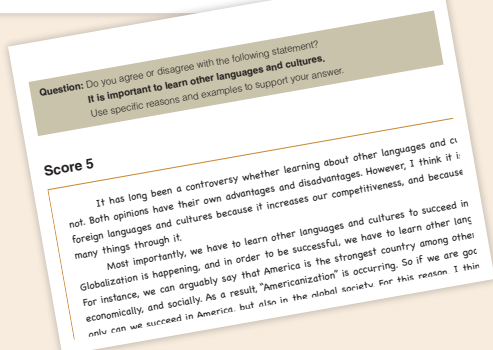 Question: Do you agree or disagree with the following statement?
It is important to learn other languages and cultures.
Use specific reasons and examples to support your answer.
Score 5
It has long been a controversy whether learning about other languages and
not. Both opinions have their own advantages and disadvantages. However, I think it
foreign languages and cultures because it increases our competitiveness, and because
many things through it.
Most importantly, we have to learn other languages and cultures to succeed in
Globalization is happening, and in order to be successful, we have to learn other
For instance, we can arguably say that America is the strongest country among
economically, and socially. As a result, "Americanization" is occurring. So if we are
only can we succeed in America, but also in the global society. For this reason, I